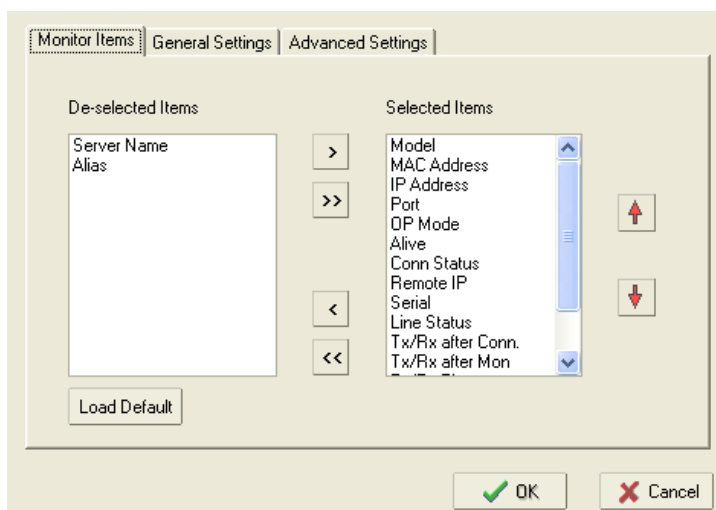 Monitor Items General Settings Advanced Settings
De-selected Items Selected Items
Server Name
Alias
>
>>
<
<<
Model
MAC Address
IP Address
Port
OP Mode
Alive
Conn Status
Remote IP
Serial
Line Status
Tx/Rx after Conn.
Tx/Rx after Mon
Load Default
OK Cancel